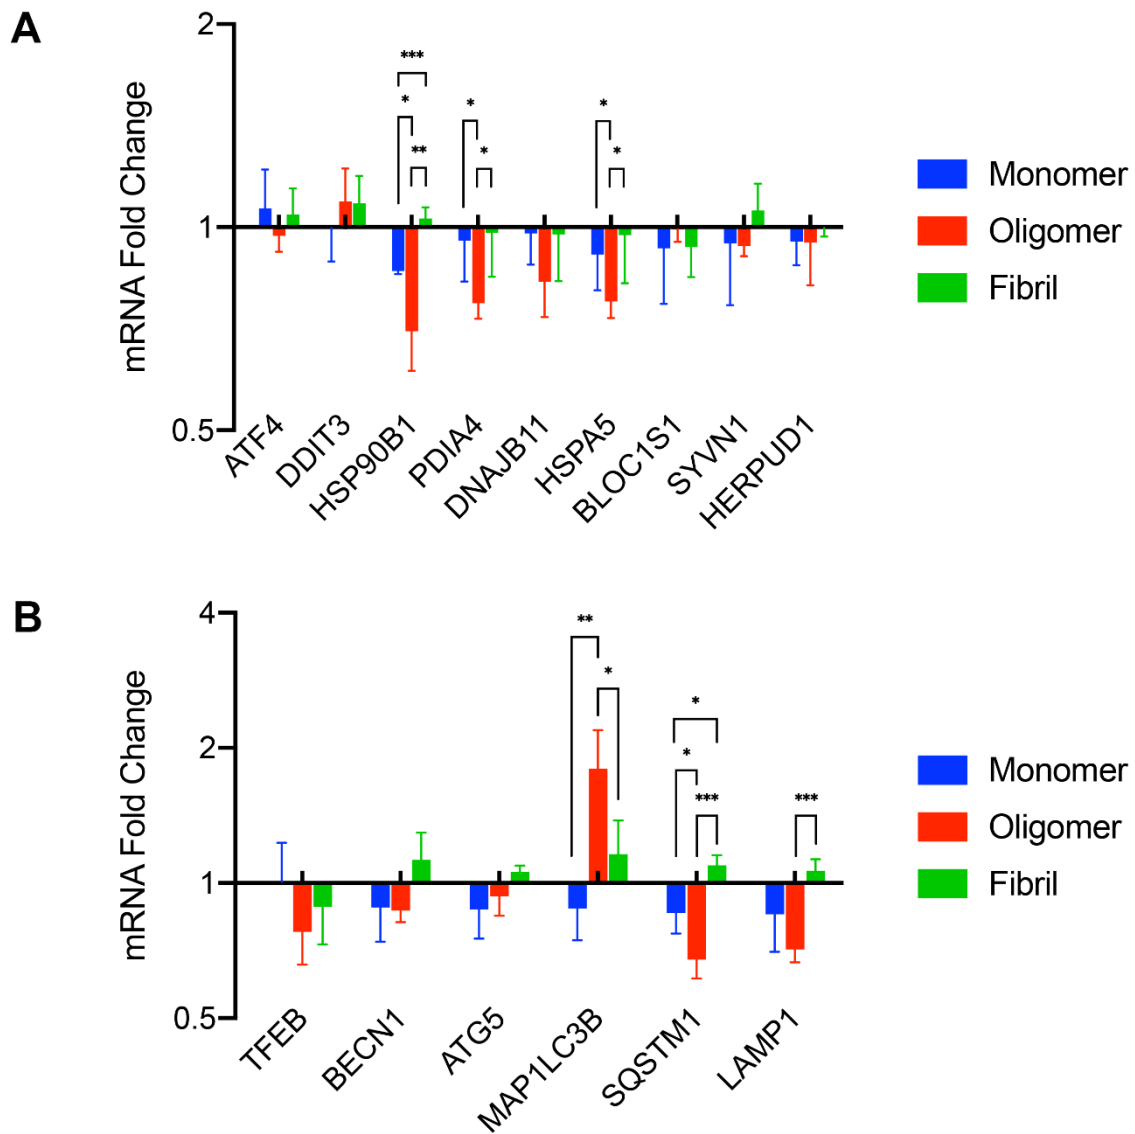 A
mRNA Fold Change
2
1
0.5
***
*
**
*
*
*
*
ATF4
DDIT3
HSP90B1
PDIA4
DNAJB11
HSPA5
BLOC1S1
SYVN1
HERPUD1
Monomer
Oligomer
Fibril
B
mRNA Fold Change
4
2
1
0.5
**
*
*
*
***
***
TFEB
BECN1
ATG5
MAP1LC3B
SQSTM1
LAMP1
Monomer
Oligomer
Fibril